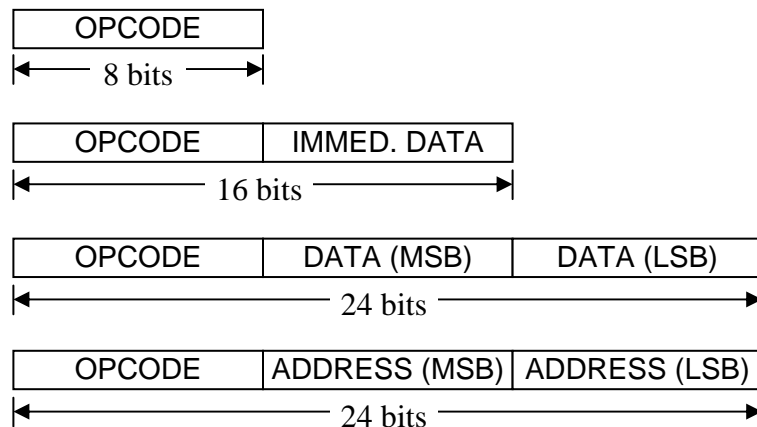 OPCODE
8 bits
OPCODE IMMED. DATA
16 bits
OPCODE DATA (MSB) DATA (LSB)
24 bits
OPCODE ADDRESS (MSB) ADDRESS (LSB)
24 bits